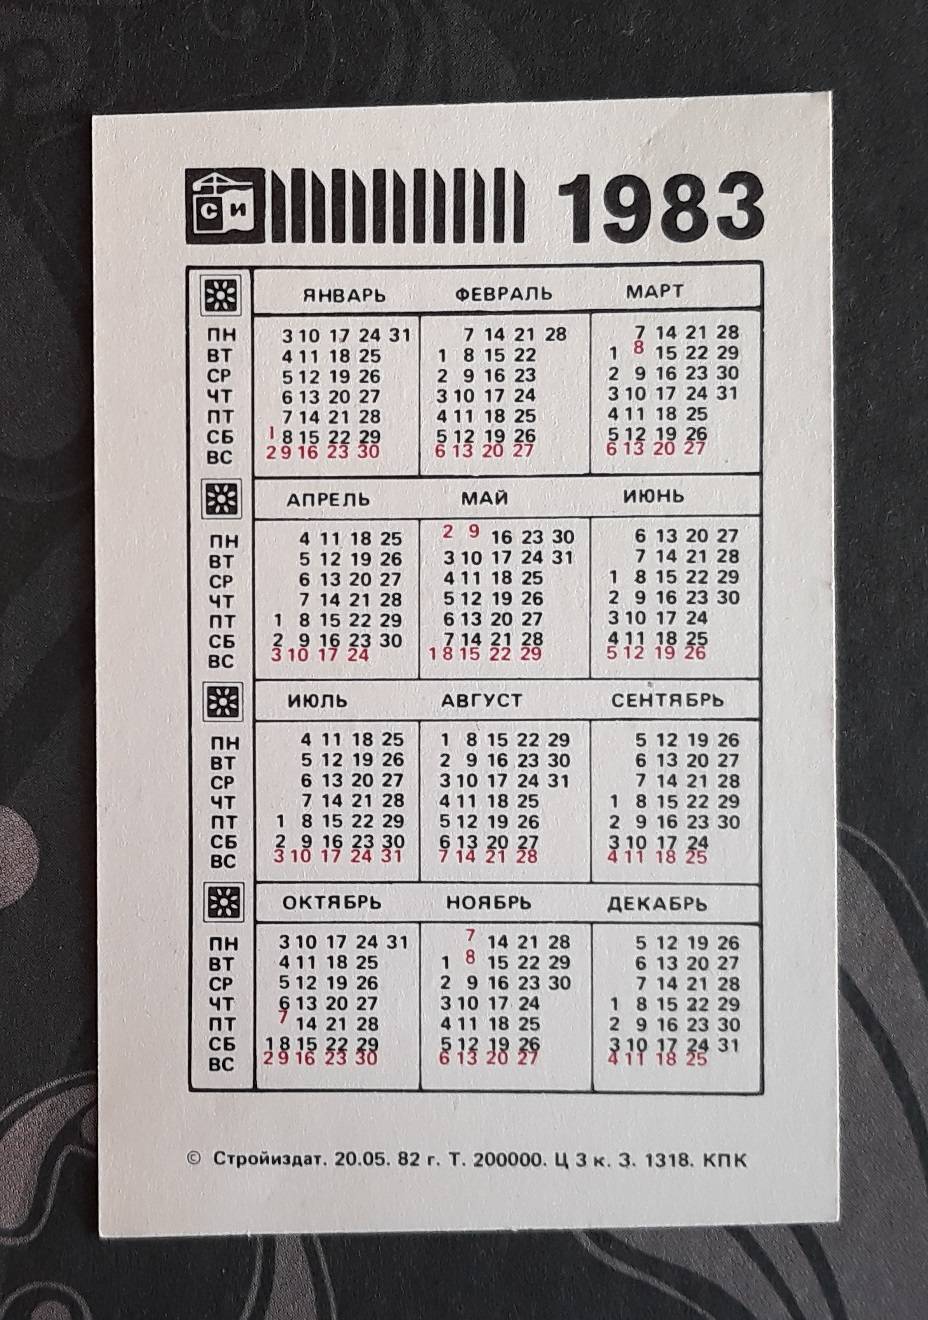 СИ 1983
ЯНВАРЬ ФЕВРАЛЬ МАРТ
ПН 3 10 17 24 31 7 14 21 28 7 14 21 28
ВТ 4 11 18 25 1 8 15 22 1 8 15 22 29
СР 5 12 19 26 2 9 16 23 2 9 16 23 30
ЧТ 6 13 20 27 3 10 17 24 3 10 17 24 31
ПТ 7 14 21 28 4 11 18 25 4 11 18 25
СБ 1 8 15 22 29 5 12 19 26 5 12 19 26
ВС 2 9 16 23 30 6 13 20 27 6 13 20 27
АПРЕЛЬ МАЙ ИЮНЬ
ПН 4 11 18 25 2 9 16 23 30 6 13 20 27
ВТ 5 12 19 26 3 10 17 24 31 7 14 21 28
СР 6 13 20 27 4 11 18 25 1 8 15 22 29
ЧТ 7 14 21 28 5 12 19 26 2 9 16 23 30
ПТ 1 8 15 22 29 6 13 20 27 3 10 17 24
СБ 2 9 16 23 30 7 14 21 28 4 11 18 25
ВС 3 10 17 24 1 8 15 22 29 5 12 19 26
ИЮЛЬ АВГУСТ СЕНТЯБРЬ
ПН 4 11 18 25 1 8 15 22 29 5 12 19 26
ВТ 5 12 19 26 2 9 16 23 30 6 13 20 27
СР 6 13 20 27 3 10 17 24 31 7 14 21 28
ЧТ 7 14 21 28 4 11 18 25 1 8 15 22 29
ПТ 1 8 15 22 29 5 12 19 26 2 9 16 23 30
СБ 2 9 16 23 30 6 13 20 27 3 10 17 24
ВС 3 10 17 24 31 7 14 21 28 4 11 18 25
ОКТЯБРЬ НОЯБРЬ ДЕКАБРЬ
ПН 3 10 17 24 31 7 14 21 28 5 12 19 26
ВТ 4 11 18 25 1 8 15 22 29 6 13 20 27
СР 5 12 19 26 2 9 16 23 30 7 14 21 28
ЧТ 6 13 20 27 3 10 17 24 1 8 15 22 29
ПТ 7 14 21 28 4 11 18 25 2 9 16 23 30
СБ 1 8 15 22 29 5 12 19 26 3 10 17 24 31
ВС 2 9 16 23 30 6 13 20 27 4 11 18 25
© Стройиздат. 20.05. 82 г. Т. 200000. Ц 3 к. З. 1318. КПК